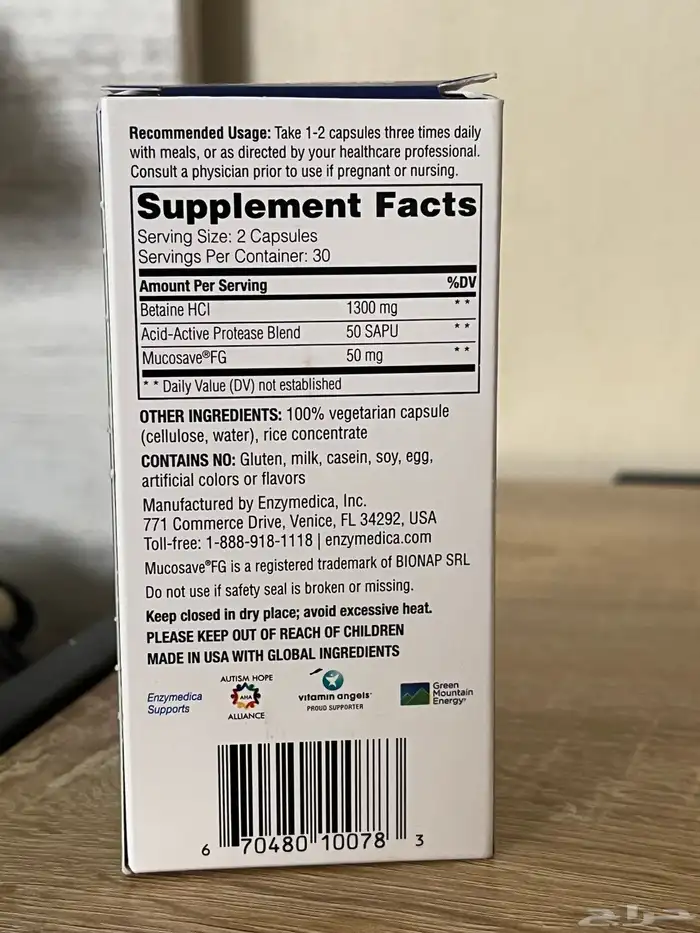 Recommended Usage: Take 1-2 capsules three times daily
with meals, or as directed by your healthcare professional.
Consult a physician prior to use if pregnant or nursing.
Supplement Facts
Serving Size: 2 Capsules
Servings Per Container: 30
Amount Per Serving %DV
Betaine HCl 1300 mg **
Acid-Active Protease Blend 50 SAPU **
Mucosave®FG 50 mg **
** Daily Value (DV) not established
OTHER INGREDIENTS: 100% vegetarian capsule
(cellulose, water), rice concentrate
CONTAINS NO: Gluten, milk, casein, soy, egg,
artificial colors or flavors
Manufactured by Enzymedica, Inc.
771 Commerce Drive, Venice, FL 34292, USA
Toll-free: 1-888-918-1118 | enzymedica.com
Mucosave®FG is a registered trademark of BIONAP SRL
Do not use if safety seal is broken or missing.
Keep closed in dry place; avoid excessive heat.
PLEASE KEEP OUT OF REACH OF CHILDREN
MADE IN USA WITH GLOBAL INGREDIENTS
Enzymedica
Supports
AUTISM HOPE
AHA
ALLIANCE
vitamin angels®
PROUD SUPPORTER
Green
Mountain
Energy®
6 70480 10078 3
حراج